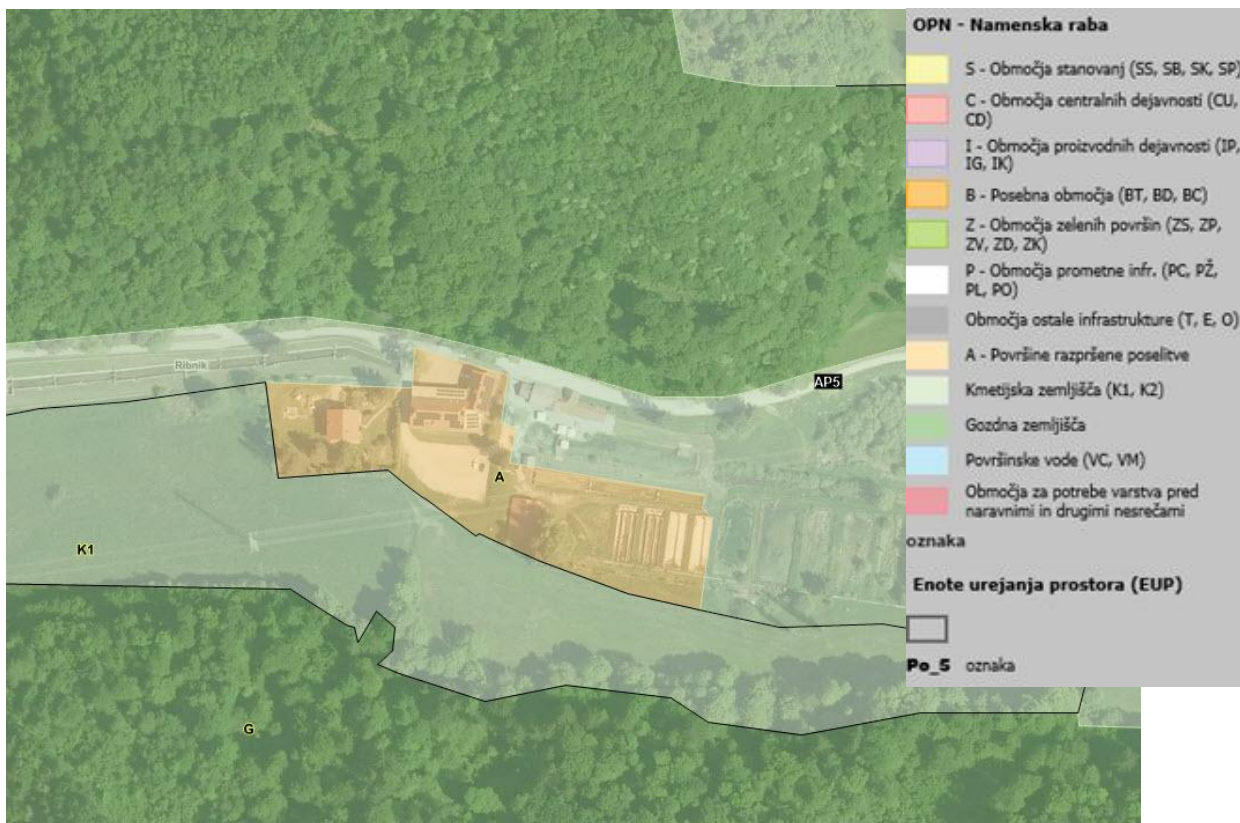 Ribnik
AP5
A
K1
G
OPN - Namenska raba
S - Območja stanovanj (SS, SB, SK, SP)
C - Območja centralnih dejavnosti (CU,
CD)
I - Območja proizvodnih dejavnosti (IP,
IG, IK)
B - Posebna območja (BT, BD, BC)
Z - Območja zelenih površin (ZS, ZP,
ZV, ZD, ZK)
P - Območja prometne infr. (PC, PŽ,
PL, PO)
Območja ostale infrastrukture (T, E, O)
A - Površine razpršene poselitve
Kmetijska zemljišča (K1, K2)
Gozdna zemljišča
Površinske vode (VC, VM)
Območja za potrebe varstva pred
naravnimi in drugimi nesrečami
oznaka
Enote urejanja prostora (EUP)
Po_5 oznaka